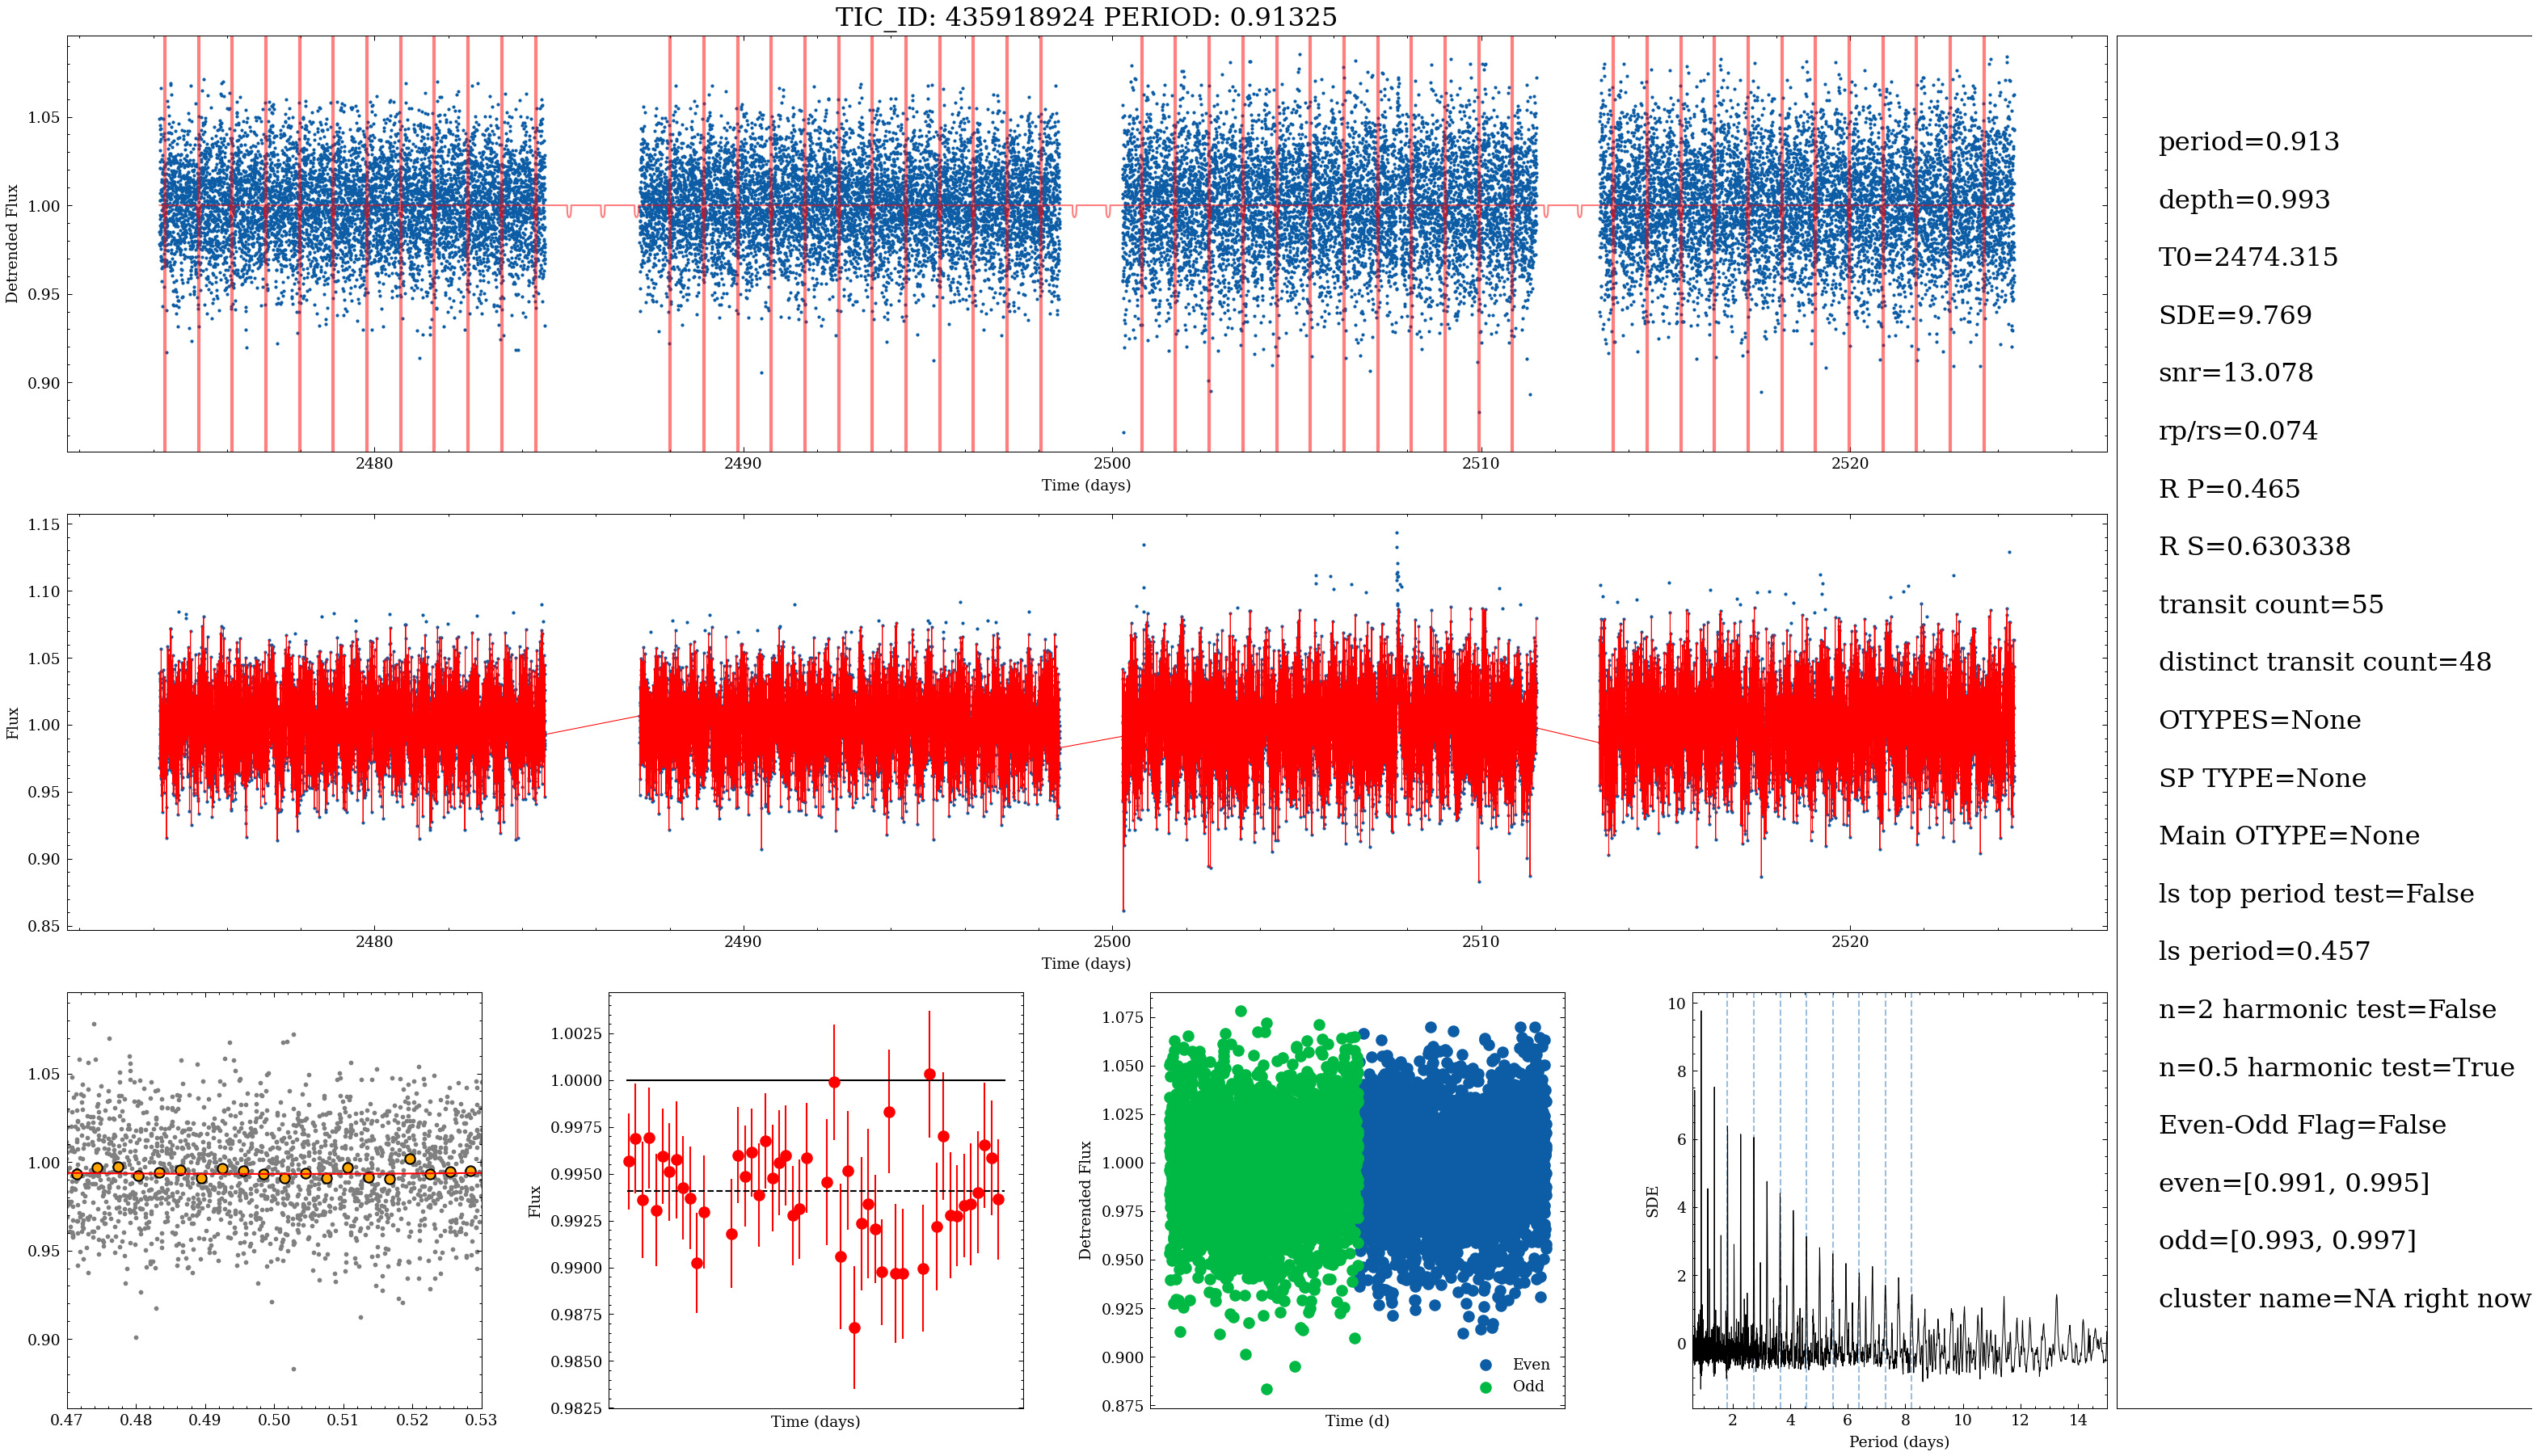 TIC_ID: 435918924 PERIOD: 0.91325
1.05
1.00
0.95
0.90
Detrended Flux
2480
2490
2500
2510
2520
Time (days)
1.15
1.10
1.05
1.00
0.95
0.90
0.85
Flux
2480
2490
2500
2510
2520
Time (days)
1.05
1.00
0.95
0.90
0.47
0.48
0.49
0.50
0.51
0.52
0.53
1.0025
1.0000
0.9975
0.9950
0.9925
0.9900
0.9875
0.9850
0.9825
Flux
Time (days)
1.075
1.050
1.025
1.000
0.975
0.950
0.925
0.900
0.875
Detrended Flux
Even
Odd
Time (d)
10
8
6
4
2
0
SDE
2
4
6
8
10
12
14
Period (days)
period=0.913
depth=0.993
T0=2474.315
SDE=9.769
snr=13.078
rp/rs=0.074
R P=0.465
R S=0.630338
transit count=55
distinct transit count=48
OTYPES=None
SP TYPE=None
Main OTYPE=None
ls top period test=False
ls period=0.457
n=2 harmonic test=False
n=0.5 harmonic test=True
Even-Odd Flag=False
even=[0.991, 0.995]
odd=[0.993, 0.997]
cluster name=NA right now